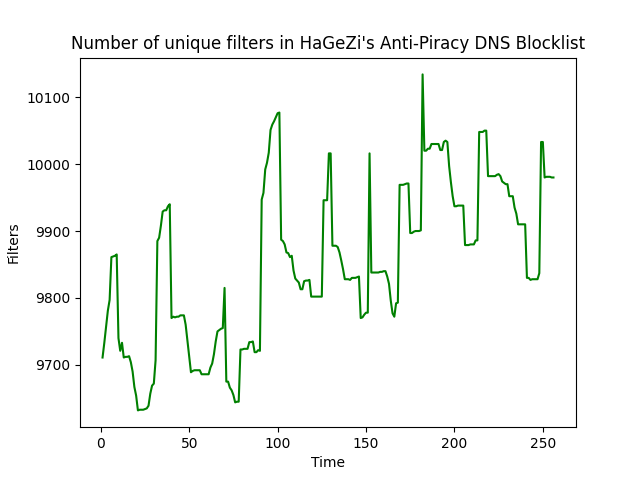 Number of unique filters in HaGeZi's Anti-Piracy DNS Blocklist
10100
10000
9900
9800
9700
Filters
0 50 100 150 200 250
Time